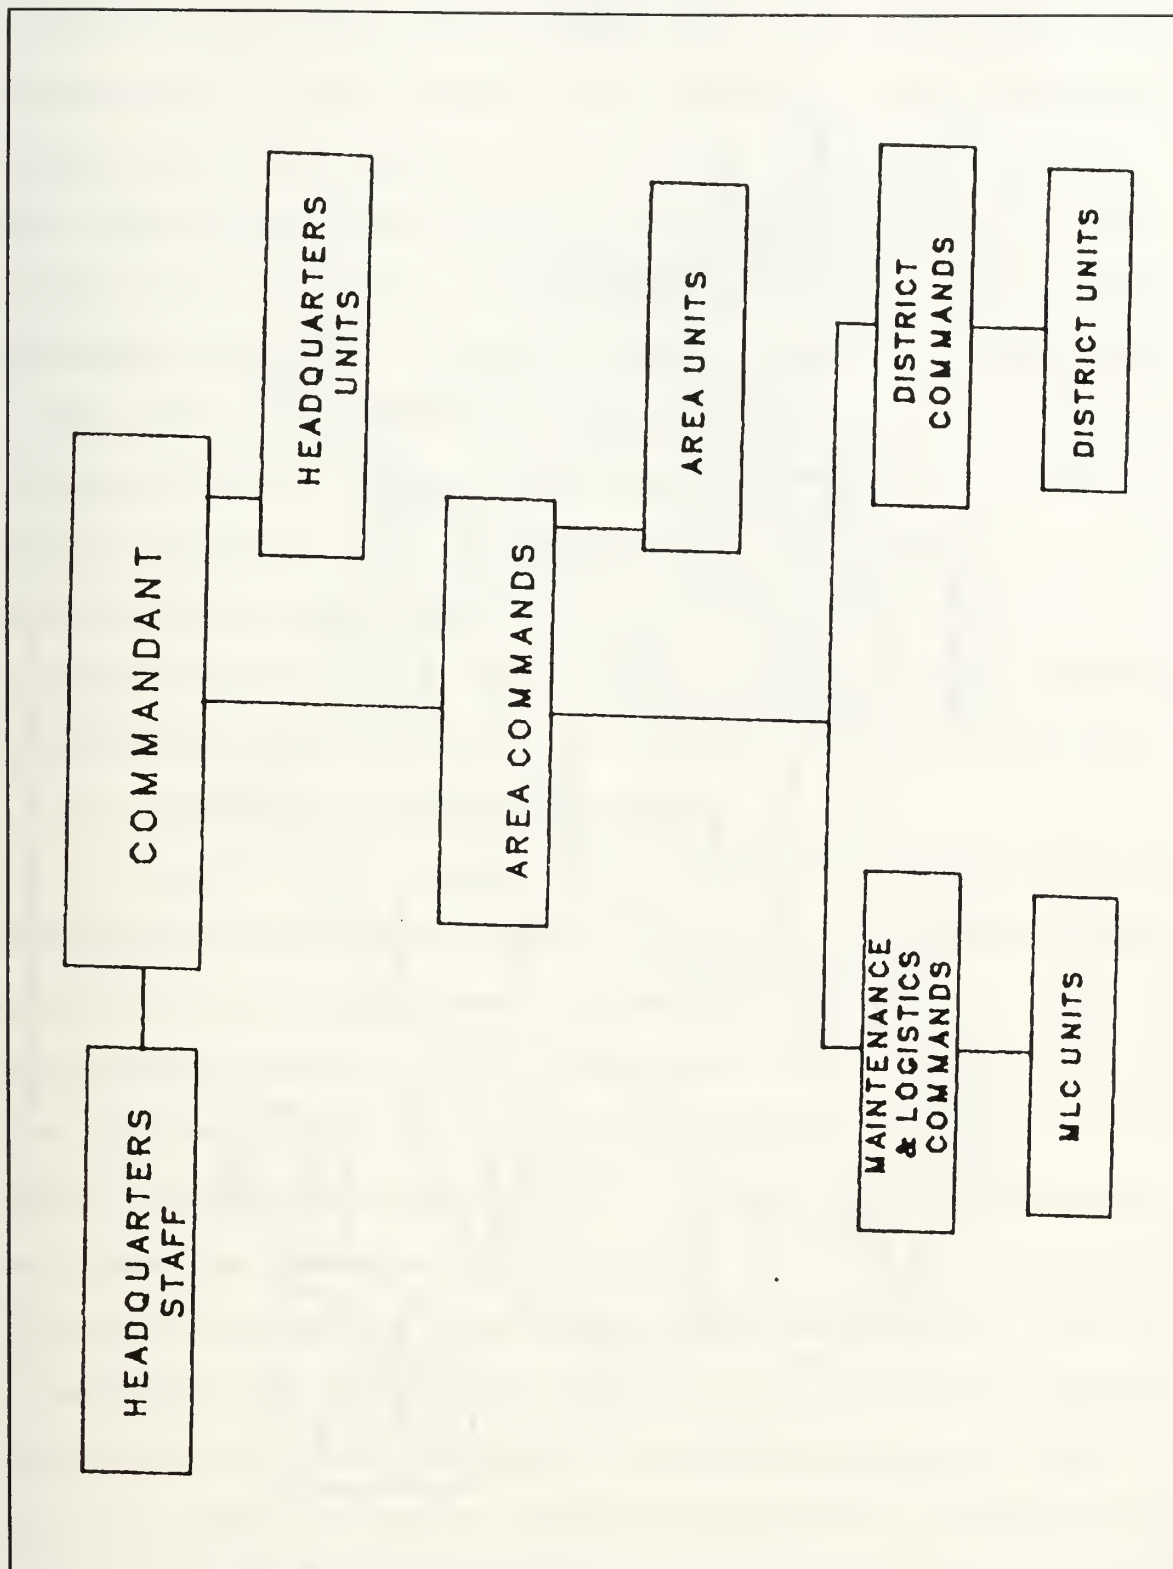 COMMANDANT
HEADQUARTERS
STAFF
HEADQUARTERS
UNITS
AREA COMMANDS
AREA UNITS
MAINTENANCE
& LOGISTICS
COMMANDS
DISTRICT
COMMANDS
MLC UNITS
DISTRICT UNITS